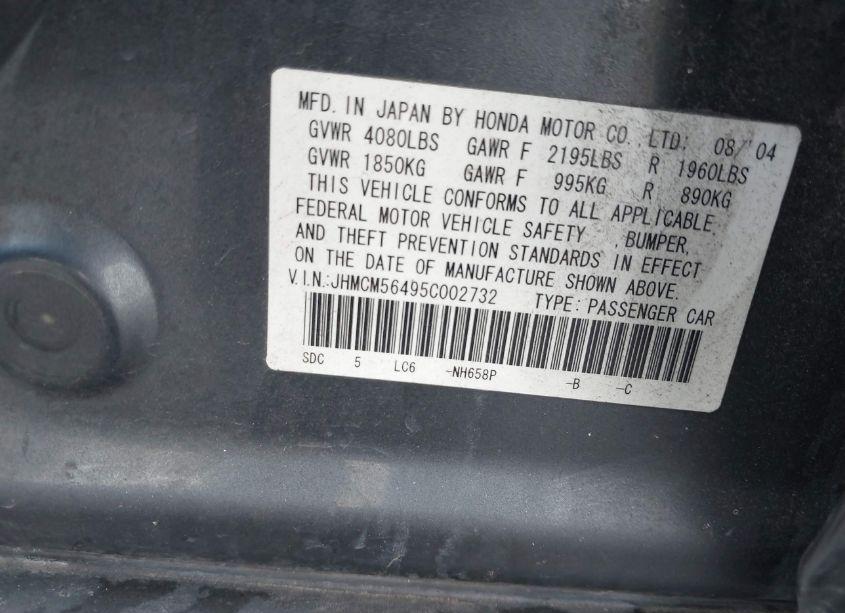 MFD. IN JAPAN BY HONDA MOTOR CO., LTD; 08/'04
GVWR 4080LBS GAWR F 2195LBS R 1960LBS
GVWR 1850KG GAWR F 995KG R 890KG
THIS VEHICLE CONFORMS TO ALL APPLICABLE
FEDERAL MOTOR VEHICLE SAFETY , BUMPER,
AND THEFT PREVENTION STANDARDS IN EFFECT
ON THE DATE OF MANUFACTURE SHOWN ABOVE.
V.I.N.:JHMCM56495C002732 TYPE: PASSENGER CAR
SDC 5 LC6 -NH658P -B -C